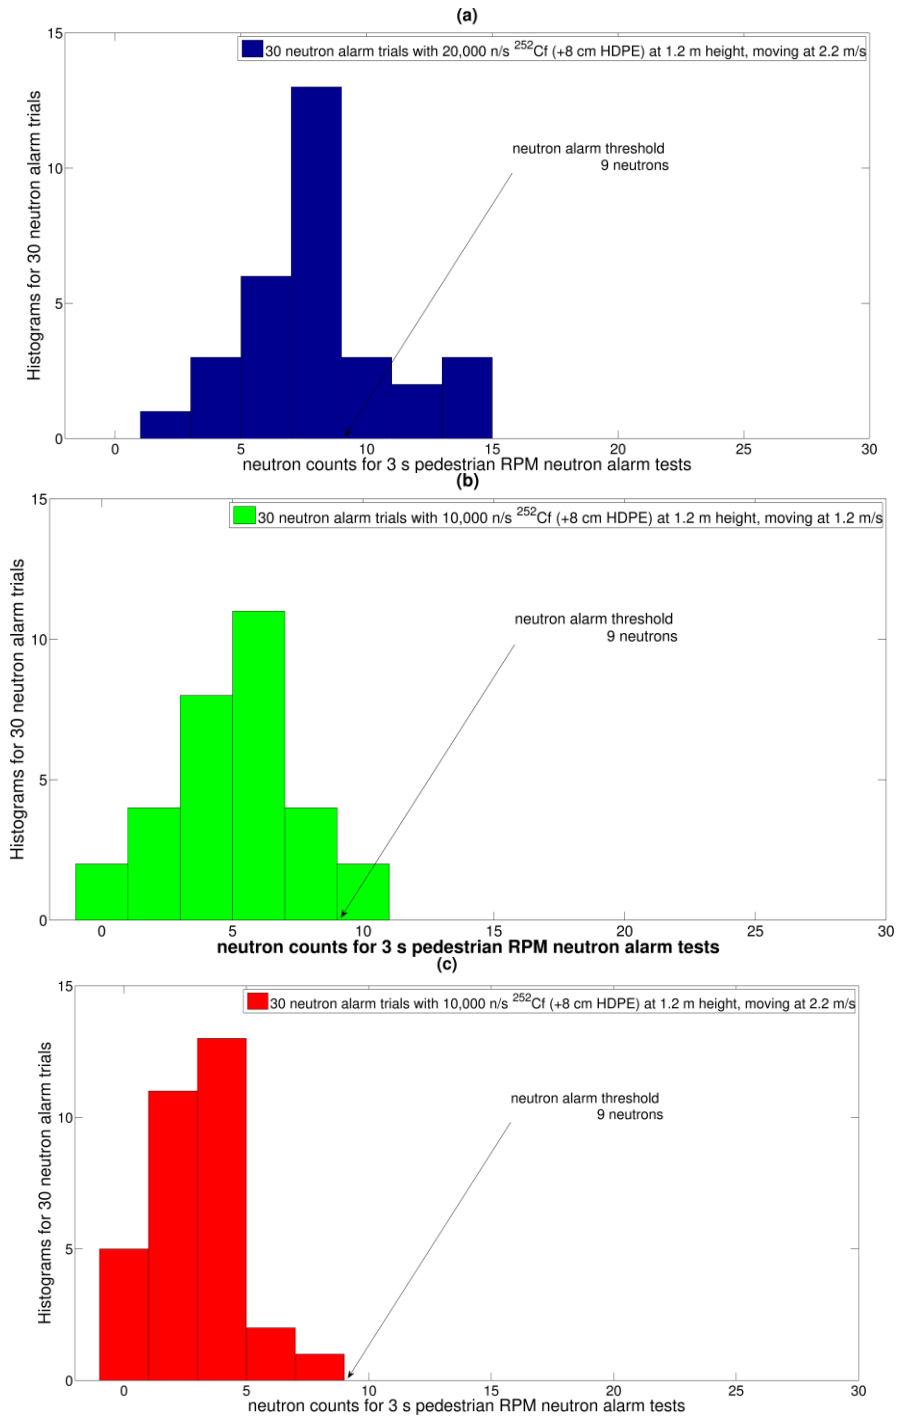 (a)
15
30 neutron alarm trials with 20,000 n/s 252Cf (+8 cm HDPE) at 1.2 m height, moving at 2.2 m/s
Histograms for 30 neutron alarm trials
neutron alarm threshold
9 neutrons
10
5
0
0 5 10 15 20 25 30
neutron counts for 3 s pedestrian RPM neutron alarm tests
(b)
15
30 neutron alarm trials with 10,000 n/s 252Cf (+8 cm HDPE) at 1.2 m height, moving at 1.2 m/s
Histograms for 30 neutron alarm trials
neutron alarm threshold
9 neutrons
10
5
0
0 5 10 15 20 25 30
neutron counts for 3 s pedestrian RPM neutron alarm tests
(c)
15
30 neutron alarm trials with 10,000 n/s 252Cf (+8 cm HDPE) at 1.2 m height, moving at 2.2 m/s
Histograms for 30 neutron alarm trials
neutron alarm threshold
9 neutrons
10
5
0
0 5 10 15 20 25 30
neutron counts for 3 s pedestrian RPM neutron alarm tests